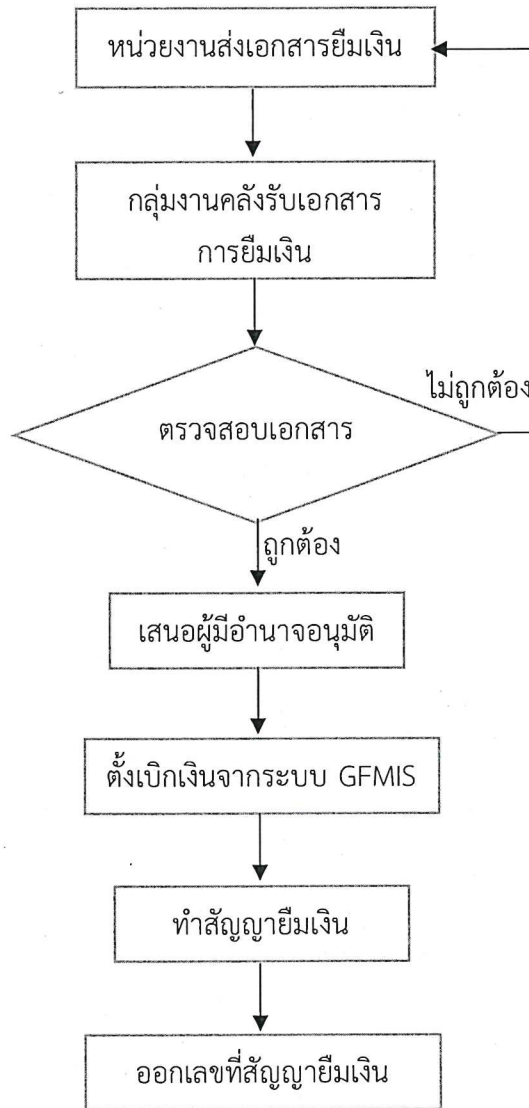 หน่วยงานส่งเอกสารยืมเงิน
กลุ่มงานคลังรับเอกสาร
การยืมเงิน
ไม่ถูกต้อง
ตรวจสอบเอกสาร
ถูกต้อง
เสนอผู้มีอำนาจอนุมัติ
ตั้งเบิกเงินจากระบบ GFMIS
ทำสัญญายืมเงิน
ออกเลขที่สัญญายืมเงิน